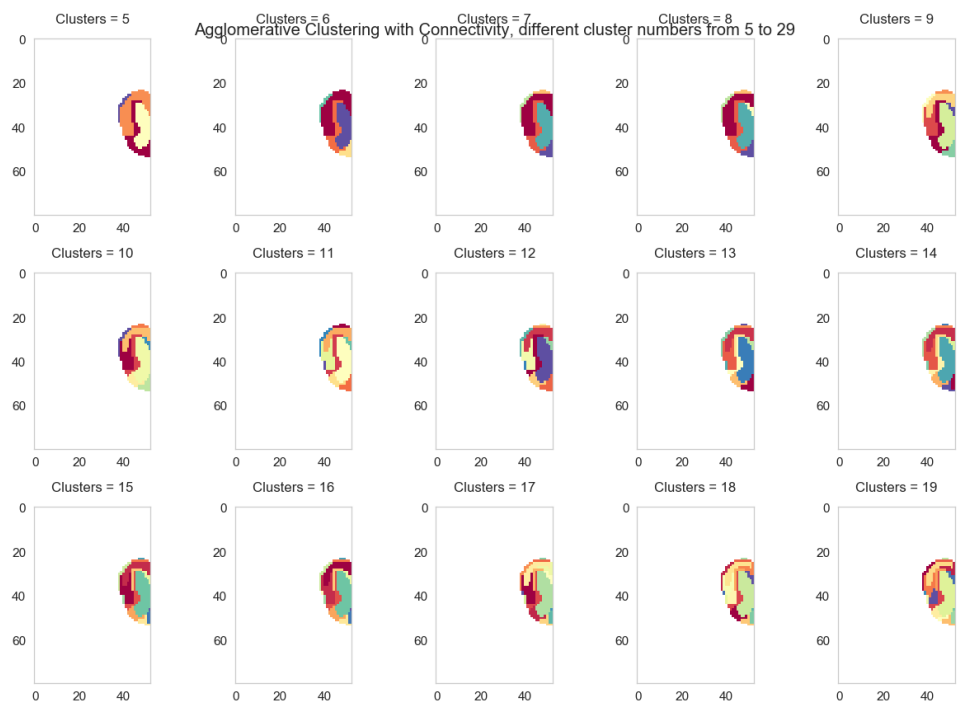 Clusters = 5 Clusters = 6 Clusters = 7 Clusters = 8 Clusters = 9
Agglomerative Clustering with Connectivity, different cluster numbers from 5 to 29
0 0 0 0 0
20 20 20 20 20
40 40 40 40 40
60 60 60 60 60
0 20 40 0 20 40 0 20 40 0 20 40 0 20 40
Clusters = 10 Clusters = 11 Clusters = 12 Clusters = 13 Clusters = 14
0 0 0 0 0
20 20 20 20 20
40 40 40 40 40
60 60 60 60 60
0 20 40 0 20 40 0 20 40 0 20 40 0 20 40
Clusters = 15 Clusters = 16 Clusters = 17 Clusters = 18 Clusters = 19
0 0 0 0 0
20 20 20 20 20
40 40 40 40 40
60 60 60 60 60
0 20 40 0 20 40 0 20 40 0 20 40 0 20 40